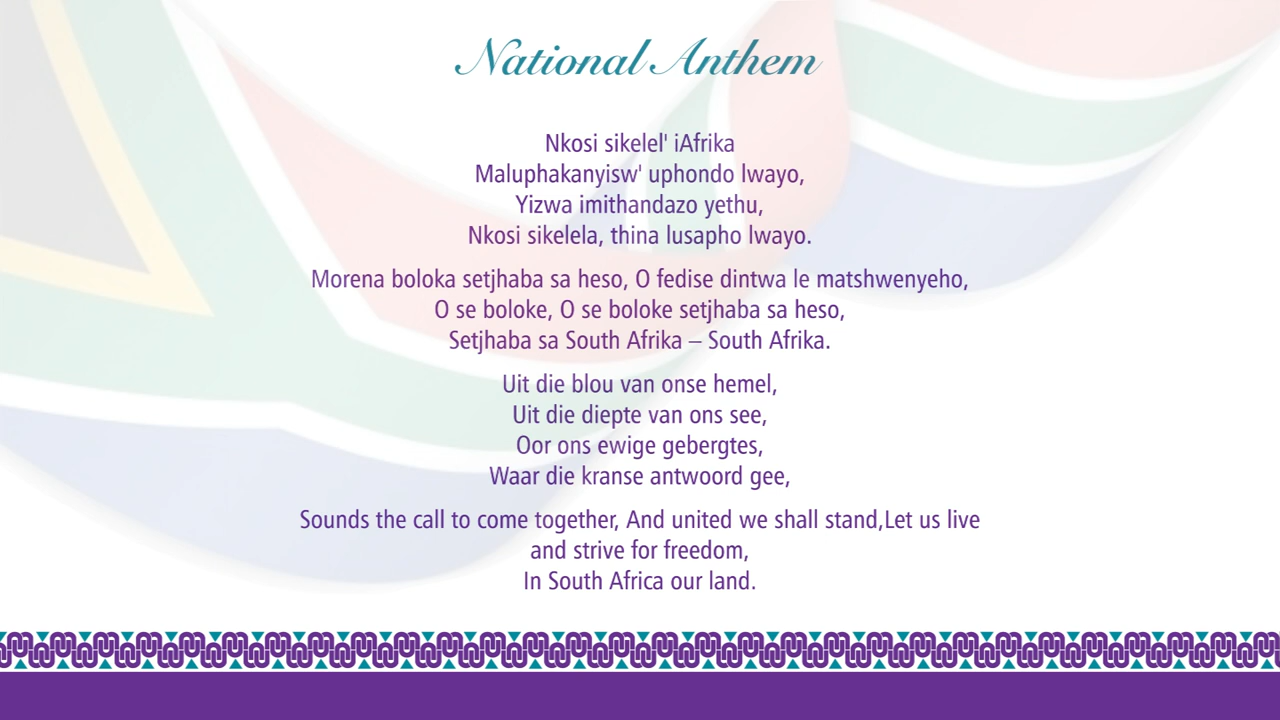 National Anthem
Nkosi sikelel' iAfrika
Maluphakanyisw' uphondo lwayo,
Yizwa imithandazo yethu,
Nkosi sikelela, thina lusapho lwayo.
Morena boloka setjhaba sa heso, O fedise dintwa le matshwenyeho,
O se boloke, O se boloke setjhaba sa heso,
Setjhaba sa South Afrika – South Afrika.
Uit die blou van onse hemel,
Uit die diepte van ons see,
Oor ons ewige gebergtes,
Waar die kranse antwoord gee,
Sounds the call to come together, And united we shall stand,Let us live
and strive for freedom,
In South Africa our land.